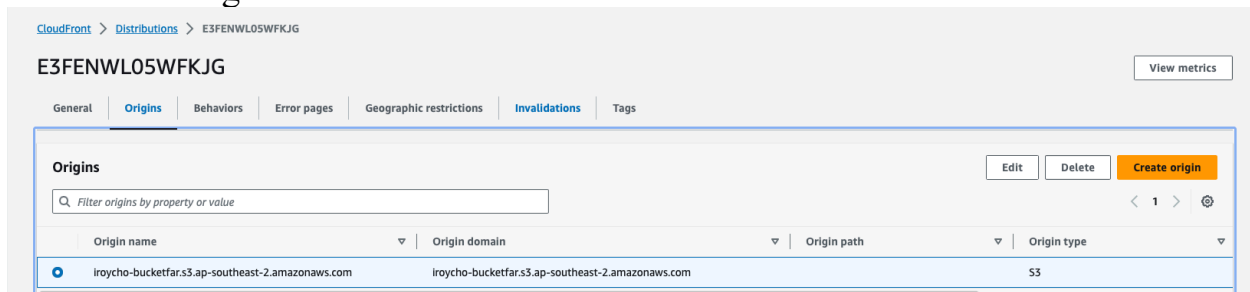 CloudFront > Distributions > E3FENWL05WFKJG
E3FENWL05WFKJG
View metrics
General Origins Behaviors Error pages Geographic restrictions Invalidations Tags
Origins
Edit Delete Create origin
Filter origins by property or value
< 1 >
Origin name Origin domain Origin path Origin type
iroycho-bucketfar.s3.ap-southeast-2.amazonaws.com iroycho-bucketfar.s3.ap-southeast-2.amazonaws.com S3